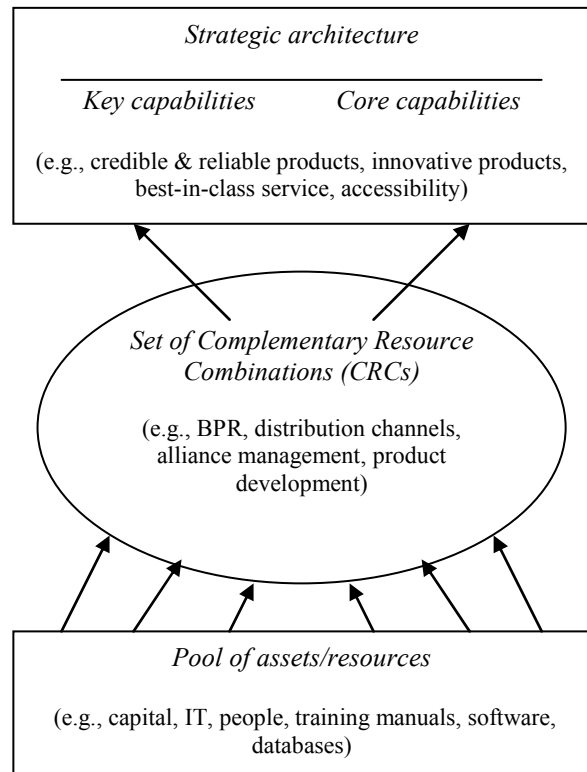 Strategic architecture
Key capabilities Core capabilities
(e.g., credible & reliable products, innovative products,
best-in-class service, accessibility)
Set of Complementary Resource
Combinations (CRCs)
(e.g., BPR, distribution channels,
alliance management, product
development)
Pool of assets/resources
(e.g., capital, IT, people, training manuals, software,
databases)